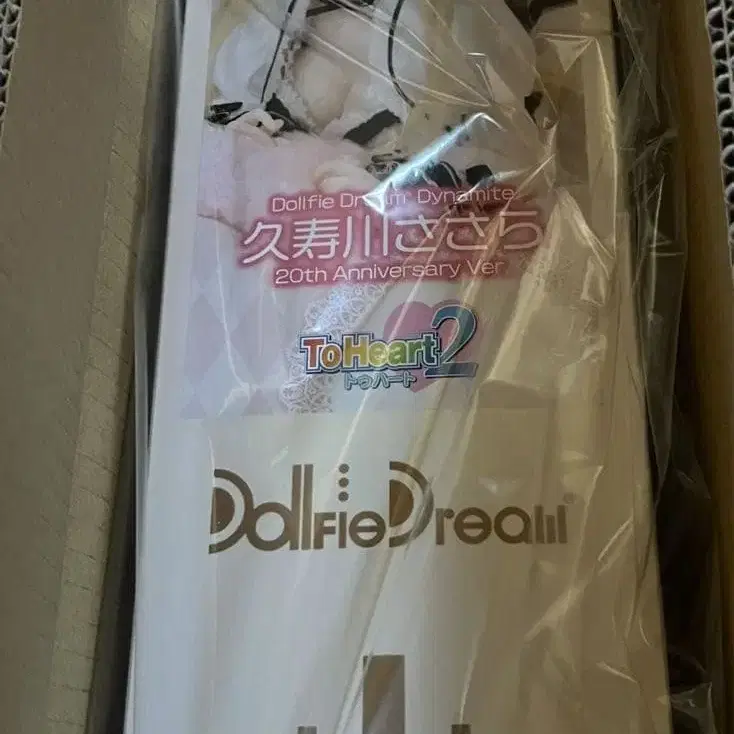 Dollfie Dream Dynamite
久寿川ささら
20th Anniversary Ver
ToHeart2
トゥハート
DollfieDream®